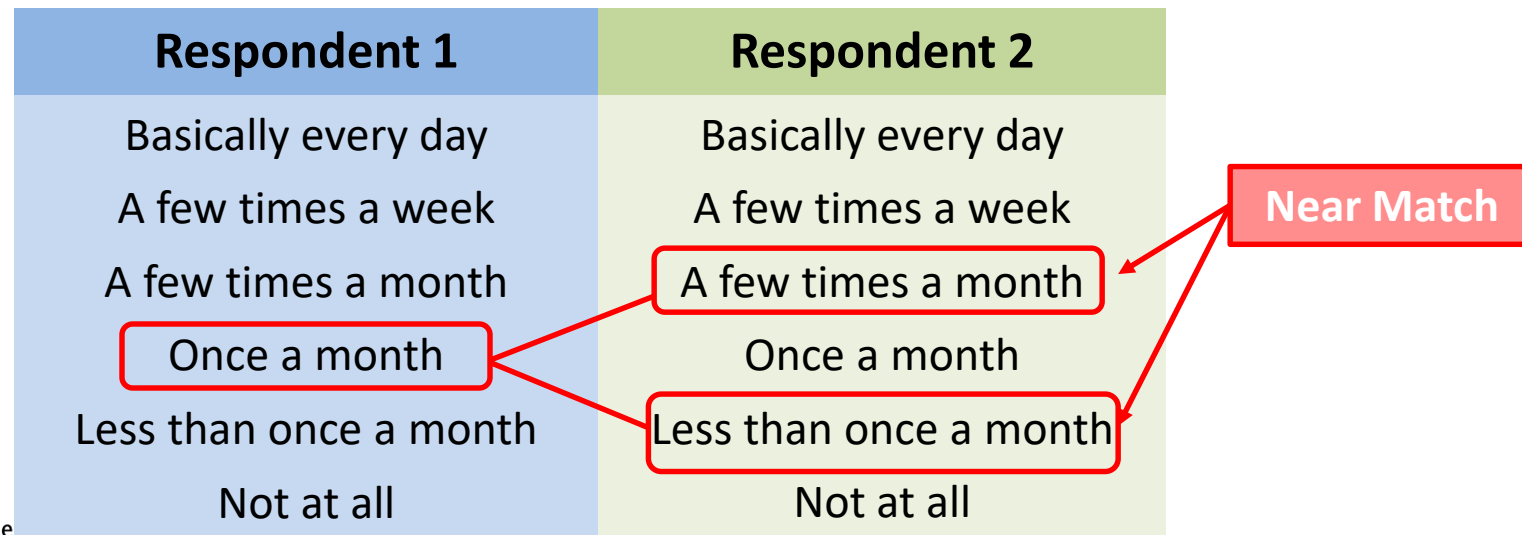 Respondent 1 Respondent 2
Basically every day Basically every day
A few times a week A few times a week Near Match
A few times a month A few times a month
Once a month Once a month
Less than once a month Less than once a month
Not at all Not at all
e